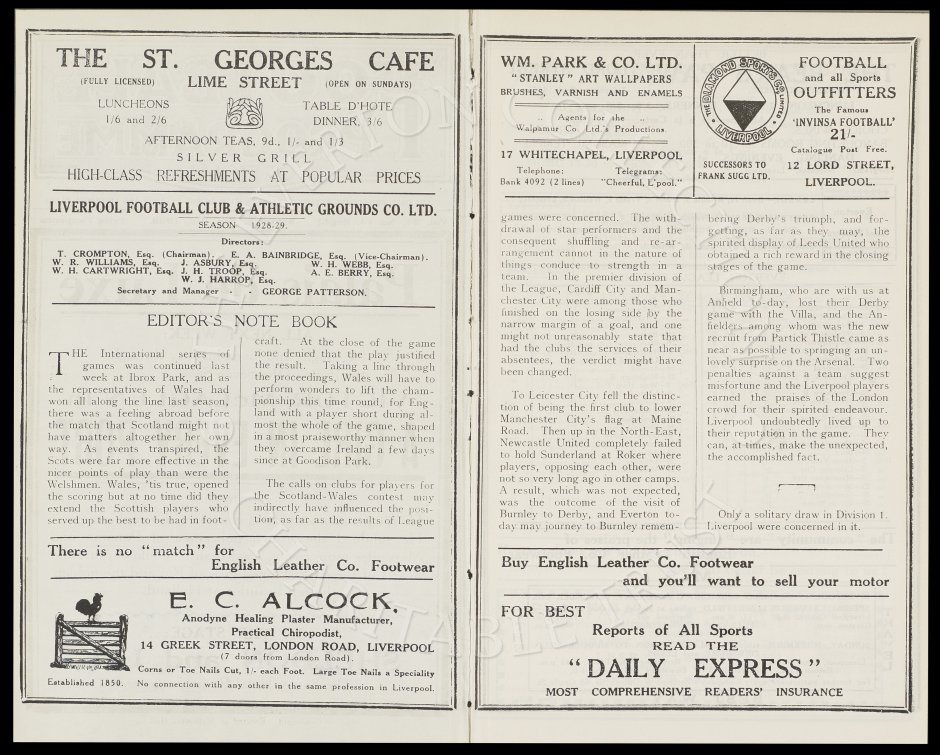 THE ST. GEORGES CAFE
(FULLY LICENSED) LIME STREET (OPEN ON SUNDAYS)
LUNCHEONS
1/6 and 2/6
TABLE D'HOTE
DINNER, 3/6
AFTERNOON TEAS, 9d., 1/- and 1/3
SILVER GRILL
HIGH-CLASS REFRESHMENTS AT POPULAR PRICES
LIVERPOOL FOOTBALL CLUB & ATHLETIC GROUNDS CO. LTD.
SEASON 1928-29.
Directors:
T. CROMPTON, Esq. (Chairman). E. A. BAINBRIDGE, Esq. (Vice-Chairman).
W. R. WILLIAMS, Esq. J. ASBURY, Esq. W. H. WEBB, Esq.
W. H. CARTWRIGHT, Esq. J. H. TROOP, Esq. A. E. BERRY, Esq.
W. J. HARROP, Esq.
Secretary and Manager - - GEORGE PATTERSON.
EDITOR'S NOTE BOOK
THE International series of
games was continued last
week at Ibrox Park, and as
the representatives of Wales had
won all along the line last season,
there was a feeling abroad before
the match that Scotland might not
have matters altogether her own
way. As events transpired, the
Scots were far more effective in the
nicer points of play than were the
Welshmen. Wales, 'tis true, opened
the scoring but at no time did they
extend the Scottish players who
served up the best to be had in foot-
craft. At the close of the game
none denied that the play justified
the result. Taking a line through
the proceedings, Wales will have to
perform wonders to lift the cham-
pionship this time round, for Eng-
land with a player short during al-
most the whole of the game, shaped
in a most praiseworthy manner when
they overcame Ireland a few days
since at Goodison Park.
The calls on clubs for players for
the Scotland-Wales contest may
indirectly have influenced the posi-
tion, as far as the results of League
There is no "match" for
English Leather Co. Footwear
E. C. ALCOCK,
Anodyne Healing Plaster Manufacturer,
Practical Chiropodist,
14 GREEK STREET, LONDON ROAD, LIVERPOOL
(7 doors from London Road).
Corns or Toe Nails Cut, 1/- each Foot. Large Toe Nails a Speciality
Established 1850. No connection with any other in the same profession in Liverpool.
WM. PARK & CO. LTD.
"STANLEY" ART WALLPAPERS
BRUSHES, VARNISH AND ENAMELS
.. Agents for the ..
Walpamur Co Ltd.'s Productions.
17 WHITECHAPEL, LIVERPOOL
Telephone: Telegrams:
Bank 4092 (2 lines) "Cheerful, L'pool."
THE DIAMOND SPORTS CO. LIMITED
LIVERPOOL
SUCCESSORS TO
FRANK SUGG LTD.
FOOTBALL
and all Sports
OUTFITTERS
The Famous
'INVINSA FOOTBALL'
21/-
Catalogue Post Free.
12 LORD STREET,
LIVERPOOL.
games were concerned. The with-
drawal of star performers and the
consequent shuffling and re-ar-
rangement cannot in the nature of
things conduce to strength in a
team. In the premier division of
the League, Cardiff City and Man-
chester City were among those who
finished on the losing side by the
narrow margin of a goal, and one
might not unreasonably state that
had the clubs the services of their
absentees, the verdict might have
been changed.
To Leicester City fell the distinc-
tion of being the first club to lower
Manchester City's flag at Maine
Road. Then up in the North-East,
Newcastle United completely failed
to hold Sunderland at Roker where
players, opposing each other, were
not so very long ago in other camps.
A result, which was not expected,
was the outcome of the visit of
Burnley to Derby, and Everton to-
day may journey to Burnley remem-
bering Derby's triumph, and for-
getting, as far as they may, the
spirited display of Leeds United who
obtained a rich reward in the closing
stages of the game.
Birmingham, who are with us at
Anfield to-day, lost their Derby
game with the Villa, and the An-
fielders among whom was the new
recruit from Partick Thistle came as
near as possible to springing an un-
lovely surprise on the Arsenal. Two
penalties against a team suggest
misfortune and the Liverpool players
earned the praises of the London
crowd for their spirited endeavour.
Liverpool undoubtedly lived up to
their reputation in the game. They
can, at times, make the unexpected,
the accomplished fact.
Only a solitary draw in Division 1.
Liverpool were concerned in it.
Buy English Leather Co. Footwear
and you'll want to sell your motor
FOR BEST
Reports of All Sports
READ THE
"DAILY EXPRESS"
MOST COMPREHENSIVE READERS' INSURANCE